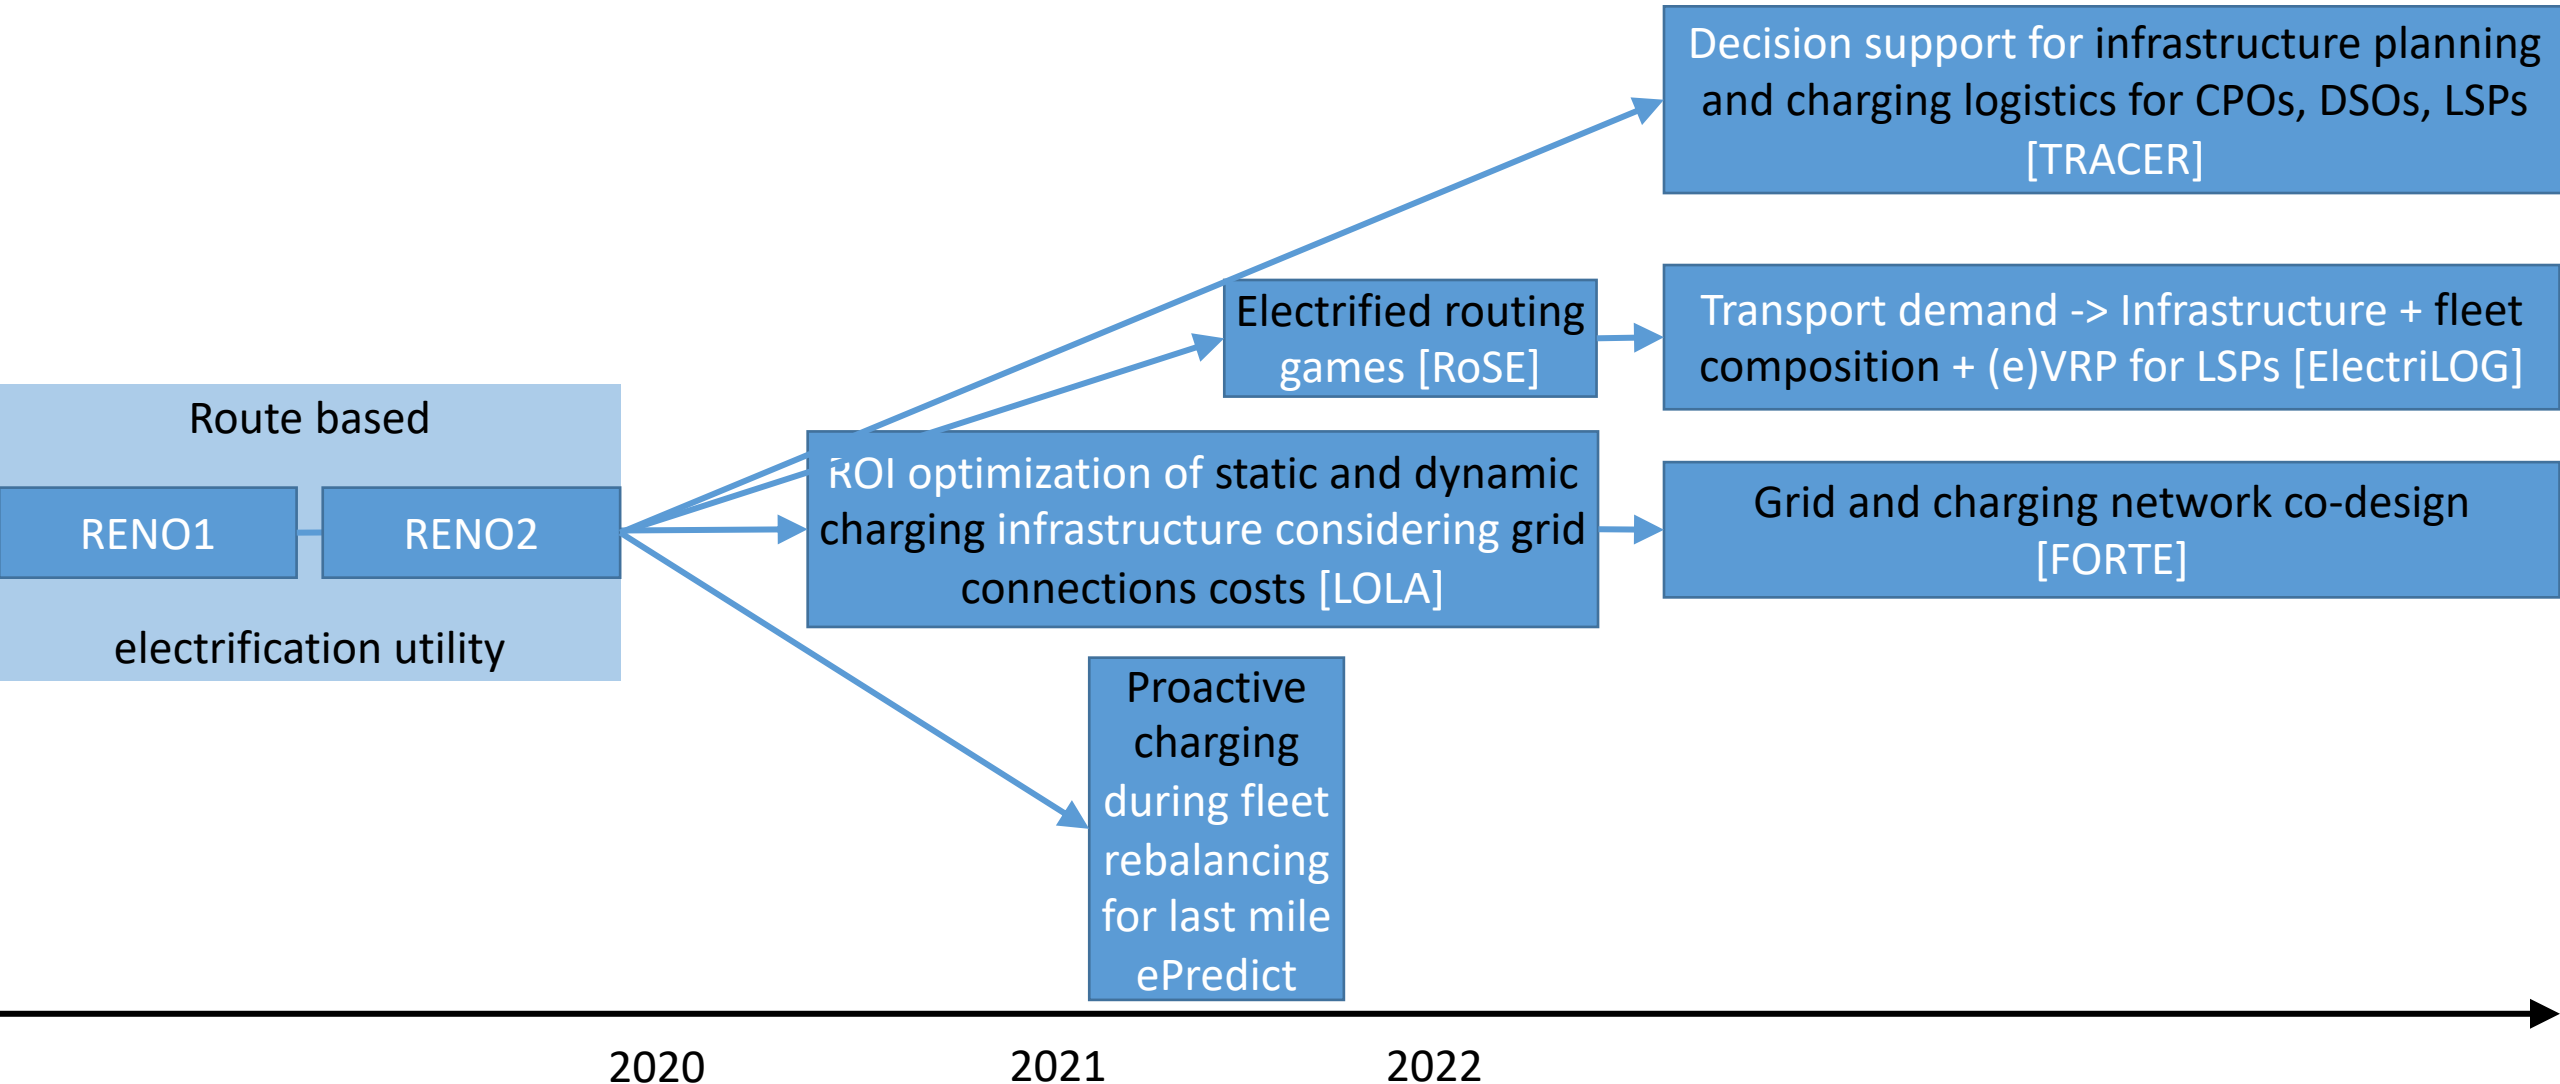 Decision support for infrastructure planning
and charging logistics for CPOs, DSOs, LSPs
[TRACER]
Electrified routing
games [RoSE]
Transport demand -> Infrastructure + fleet
composition + (e)VRP for LSPs [ElectriLOG]
Route based
RENO1
RENO2
electrification utility
ROI optimization of static and dynamic
charging infrastructure considering grid
connections costs [LOLA]
Grid and charging network co-design
[FORTE]
Proactive
charging
during fleet
rebalancing
for last mile
ePredict
2020
2021
2022